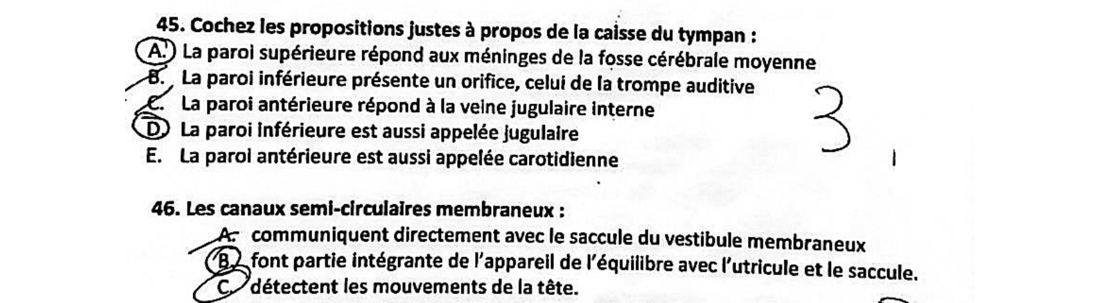 45. Cochez les propositions justes à propos de la caisse du tympan :
A. La paroi supérieure répond aux méninges de la fosse cérébrale moyenne
B. La paroi inférieure présente un orifice, celui de la trompe auditive
C. La paroi antérieure répond à la veine jugulaire interne
D. La paroi inférieure est aussi appelée jugulaire
E. La paroi antérieure est aussi appelée carotidienne
3
46. Les canaux semi-circulaires membraneux :
A. communiquent directement avec le saccule du vestibule membraneux
B. font partie intégrante de l'appareil de l'équilibre avec l'utricule et le saccule.
C. détectent les mouvements de la tête.